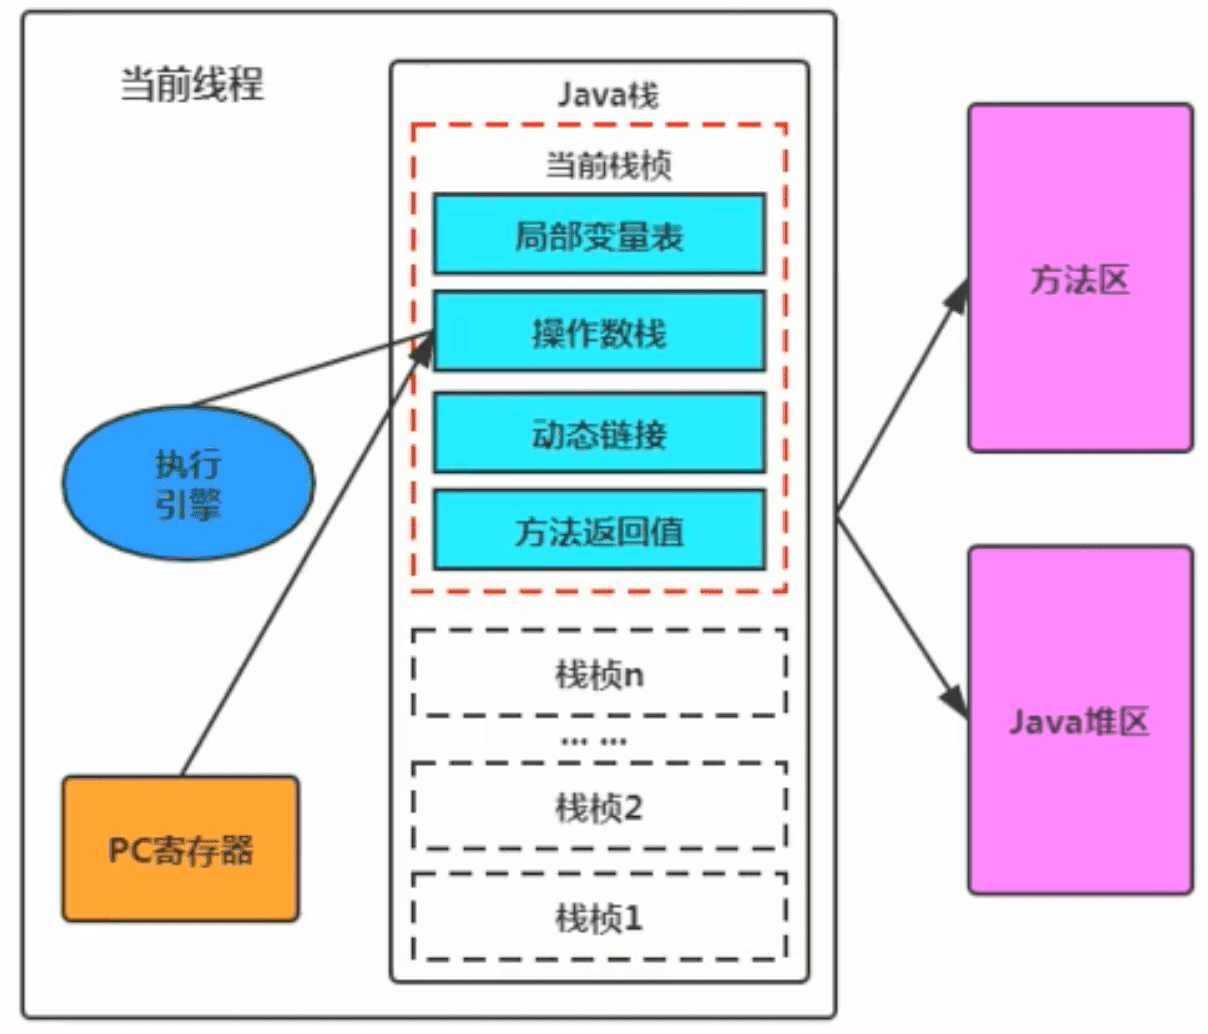 当前线程
Java栈
当前栈桢
局部变量表
操作数栈
动态链接
方法返回值
执行
引擎
PC寄存器
栈桢n
... ...
栈桢2
栈桢1
方法区
Java堆区